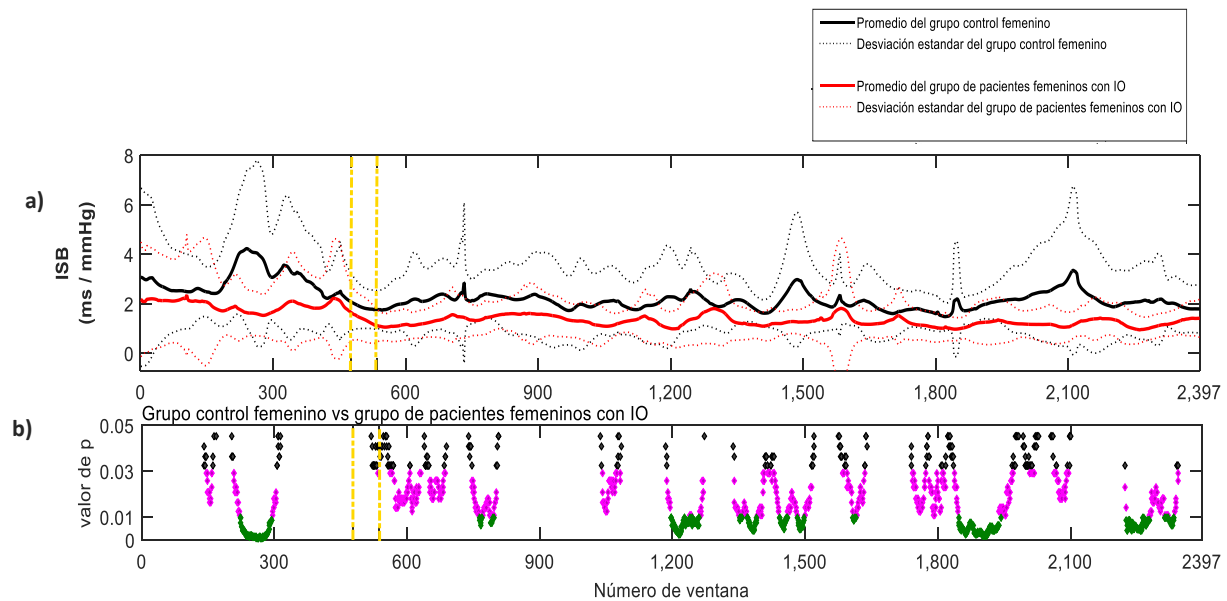 Promedio del grupo control femenino
Desviación estandar del grupo control femenino
Promedio del grupo de pacientes femeninos con IO
Desviación estandar del grupo de pacientes femeninos con IO
a)
ISB
(ms / mmHg)
8
6
4
2
0
0 300 600 900 1,200 1,500 1,800 2,100 2,397
Grupo control femenino vs grupo de pacientes femeninos con IO
b)
valor de p
0.05
0.03
0.01
0
0 300 600 900 1,200 1,500 1,800 2,100 2397
Número de ventana